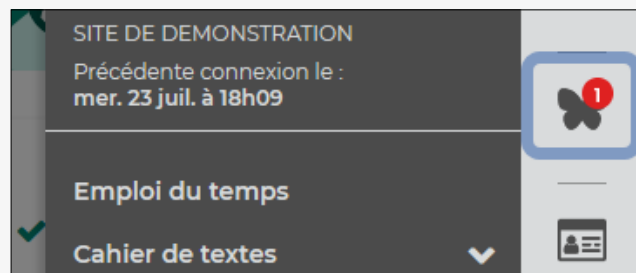 SITE DE DEMONSTRATION
Précédente connexion le :
mer. 23 juil. à 18h09
1
Emploi du temps
Cahier de textes